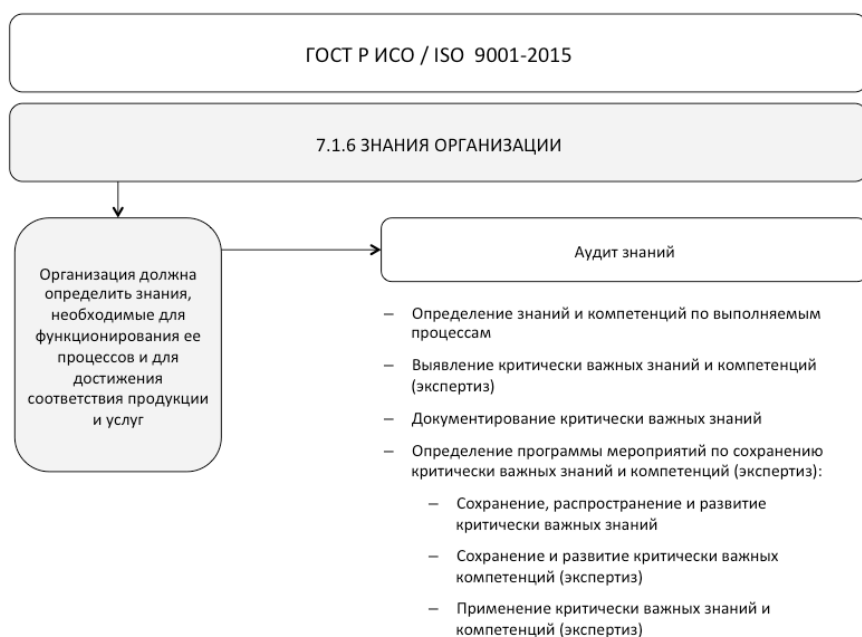 ГОСТ Р ИСО / ISO 9001-2015
7.1.6 ЗНАНИЯ ОРГАНИЗАЦИИ
Организация должна
определить знания,
необходимые для
функционирования ее
процессов и для
достижения
соответствия продукции
и услуг
Аудит знаний
– Определение знаний и компетенций по выполняемым
процессам
– Выявление критически важных знаний и компетенций
(экспертиз)
– Документирование критически важных знаний
– Определение программы мероприятий по сохранению
критически важных знаний и компетенций (экспертиз):
– Сохранение, распространение и развитие
критически важных знаний
– Сохранение и развитие критически важных
компетенций (экспертиз)
– Применение критически важных знаний и
компетенций (экспертиз)